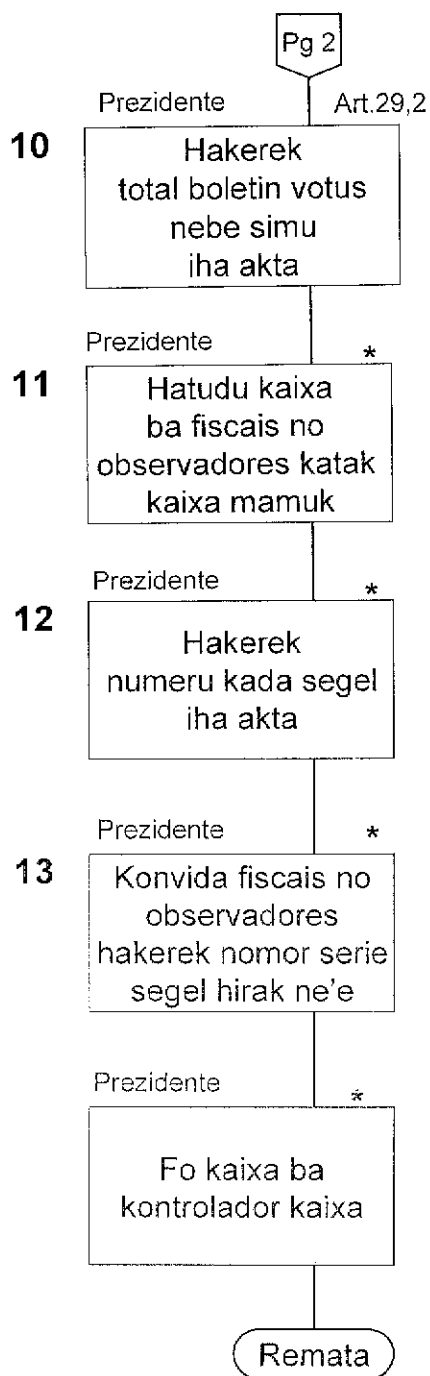 Pg 2
Prezidente Art.29,2
10
Hakerek
total boletin votus
nebe simu
iha akta
Prezidente *
11
Hatudu kaixa
ba fiscais no
observadores katak
kaixa mamuk
Prezidente *
12
Hakerek
numeru kada segel
iha akta
Prezidente *
13
Konvida fiscais no
observadores
hakerek nomor serie
segel hirak ne'e
Prezidente *
Fo kaixa ba
kontrolador kaixa
Remata